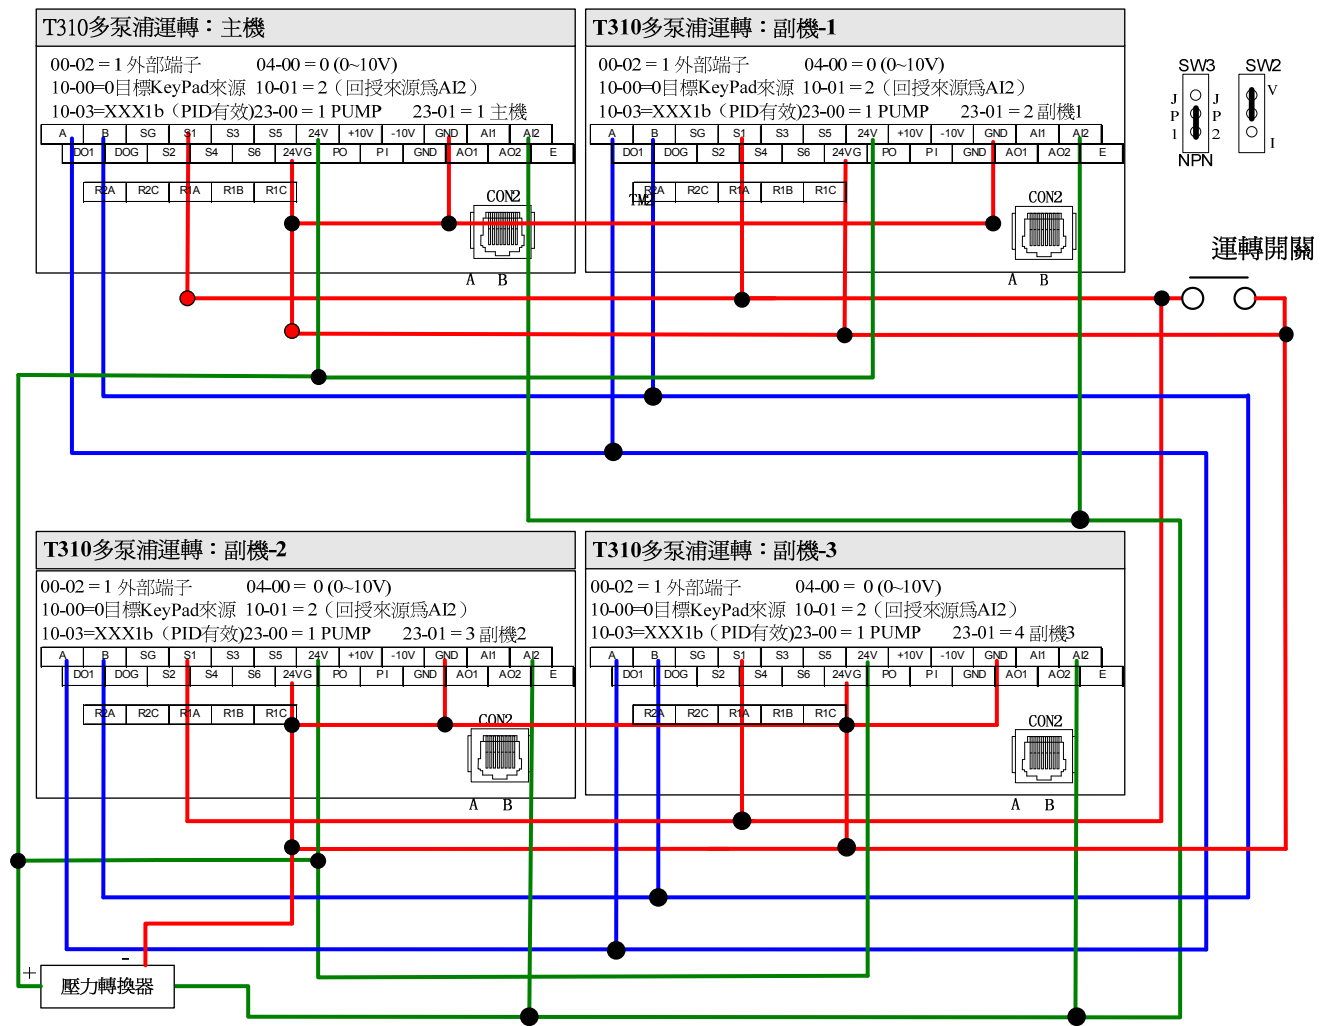 T310多泵浦運轉：主機
00-02 = 1 外部端子 04-00 = 0 (0~10V)
10-00=0目標KeyPad來源 10-01 = 2（回授來源爲AI2）
10-03=XXX1b（PID有效)23-00 = 1 PUMP 23-01 = 1 主機
A B SG S1 S3 S5 24V +10V -10V GND AI1 AI2
DO1 DOG S2 S4 S6 24VG PO PI GND AO1 AO2 E
R2A R2C R1A R1B R1C
CON2
A B
T310多泵浦運轉：副機-1
00-02 = 1 外部端子 04-00 = 0 (0~10V)
10-00=0目標KeyPad來源 10-01 = 2（回授來源爲AI2）
10-03=XXX1b（PID有效)23-00 = 1 PUMP 23-01 = 2 副機1
A B SG S1 S3 S5 24V +10V -10V GND AI1 AI2
DO1 DOG S2 S4 S6 24VG PO PI GND AO1 AO2 E
R2A R2C R1A R1B R1C
TM2
CON2
A B
SW3 SW2
J J V
P P
1 2 I
NPN
運轉開關
T310多泵浦運轉：副機-2
00-02 = 1 外部端子 04-00 = 0 (0~10V)
10-00=0目標KeyPad來源 10-01 = 2（回授來源爲AI2）
10-03=XXX1b（PID有效)23-00 = 1 PUMP 23-01 = 3 副機2
A B SG S1 S3 S5 24V +10V -10V GND AI1 AI2
DO1 DOG S2 S4 S6 24VG PO PI GND AO1 AO2 E
R2A R2C R1A R1B R1C
CON2
A B
T310多泵浦運轉：副機-3
00-02 = 1 外部端子 04-00 = 0 (0~10V)
10-00=0目標KeyPad來源 10-01 = 2（回授來源爲AI2）
10-03=XXX1b（PID有效)23-00 = 1 PUMP 23-01 = 4 副機3
A B SG S1 S3 S5 24V +10V -10V GND AI1 AI2
DO1 DOG S2 S4 S6 24VG PO PI GND AO1 AO2 E
R2A R2C R1A R1B R1C
CON2
A B
+ -
壓力轉換器